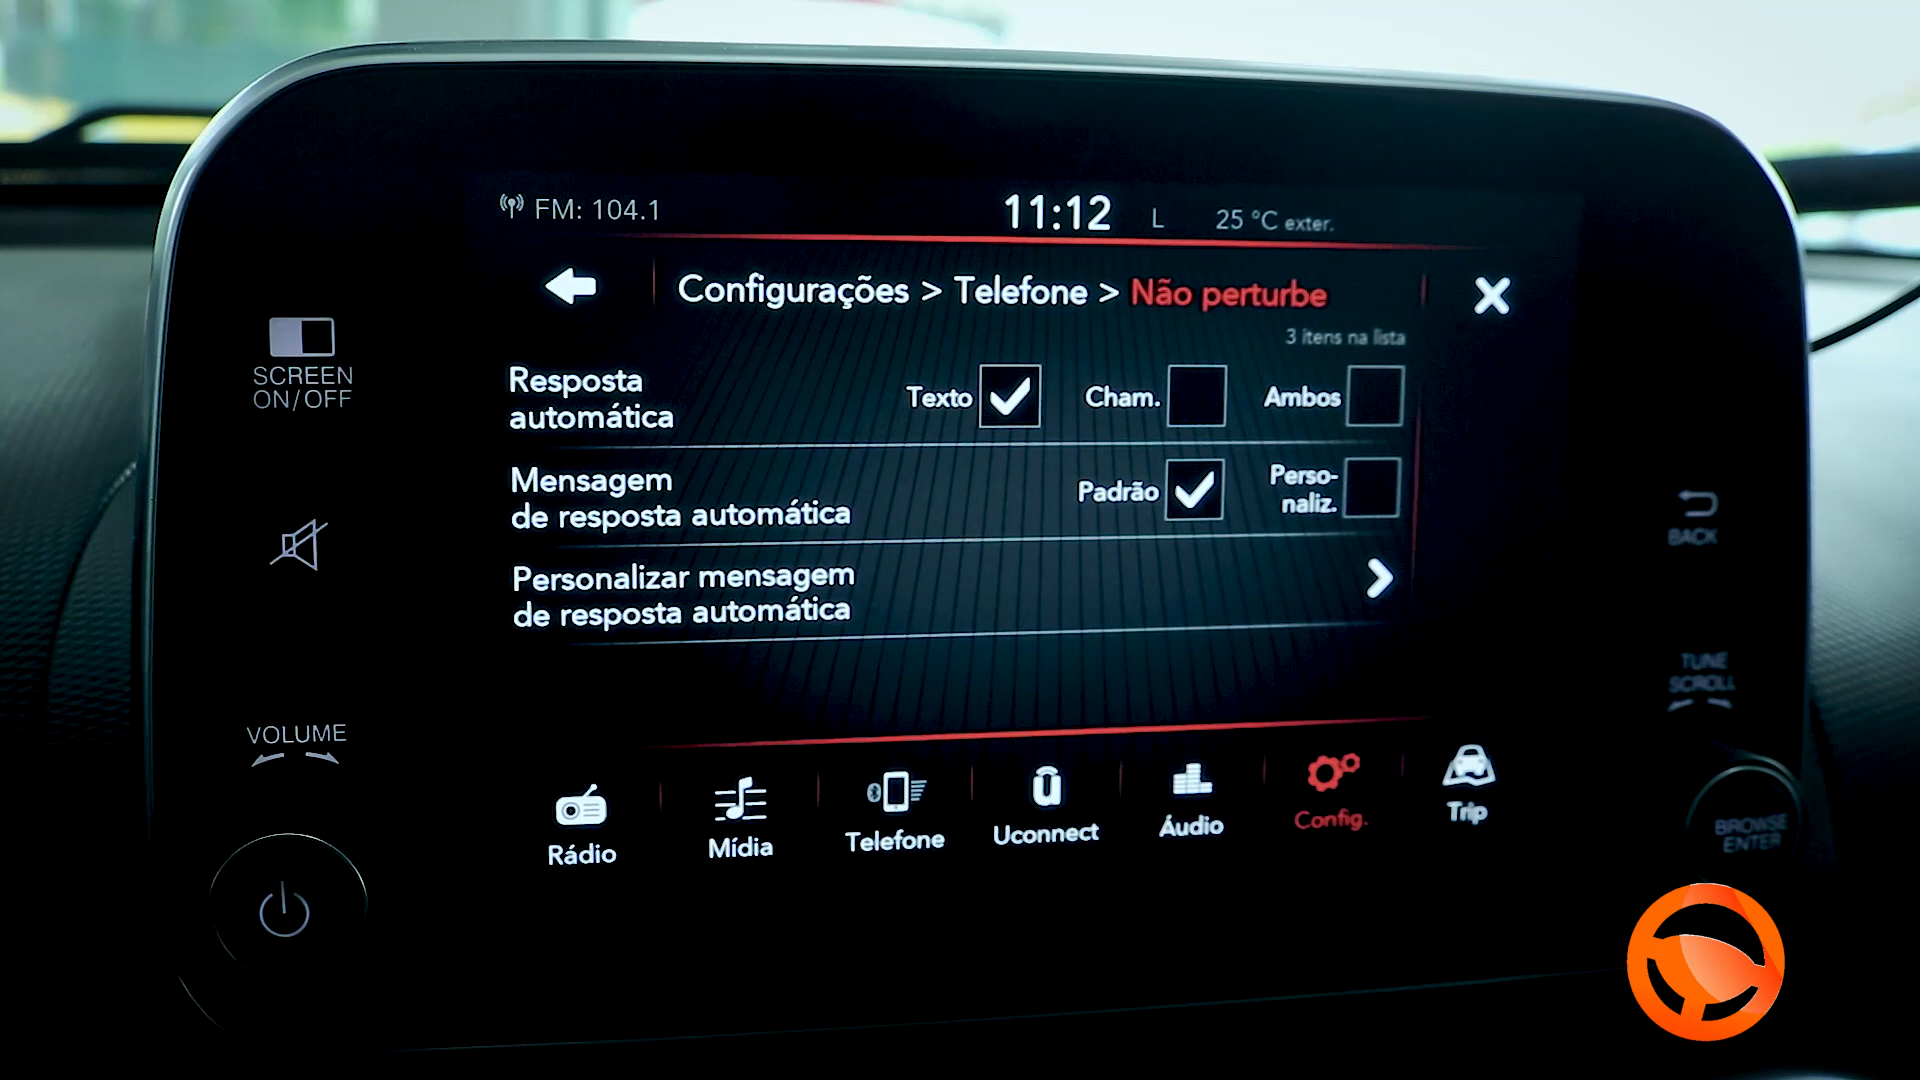 FM: 104.1
11:12
L
25 °C exter.
Configurações > Telefone > Não perturbe
3 itens na lista
SCREEN
ON/OFF
Resposta
automática
Texto
Cham.
Ambos
Mensagem
de resposta automática
Padrão
Perso-
naliz.
BACK
Personalizar mensagem
de resposta automática
TUNE
SCROLL
VOLUME
Rádio
Mídia
Telefone
Uconnect
Áudio
Config.
Trip
BROWSE
ENTER